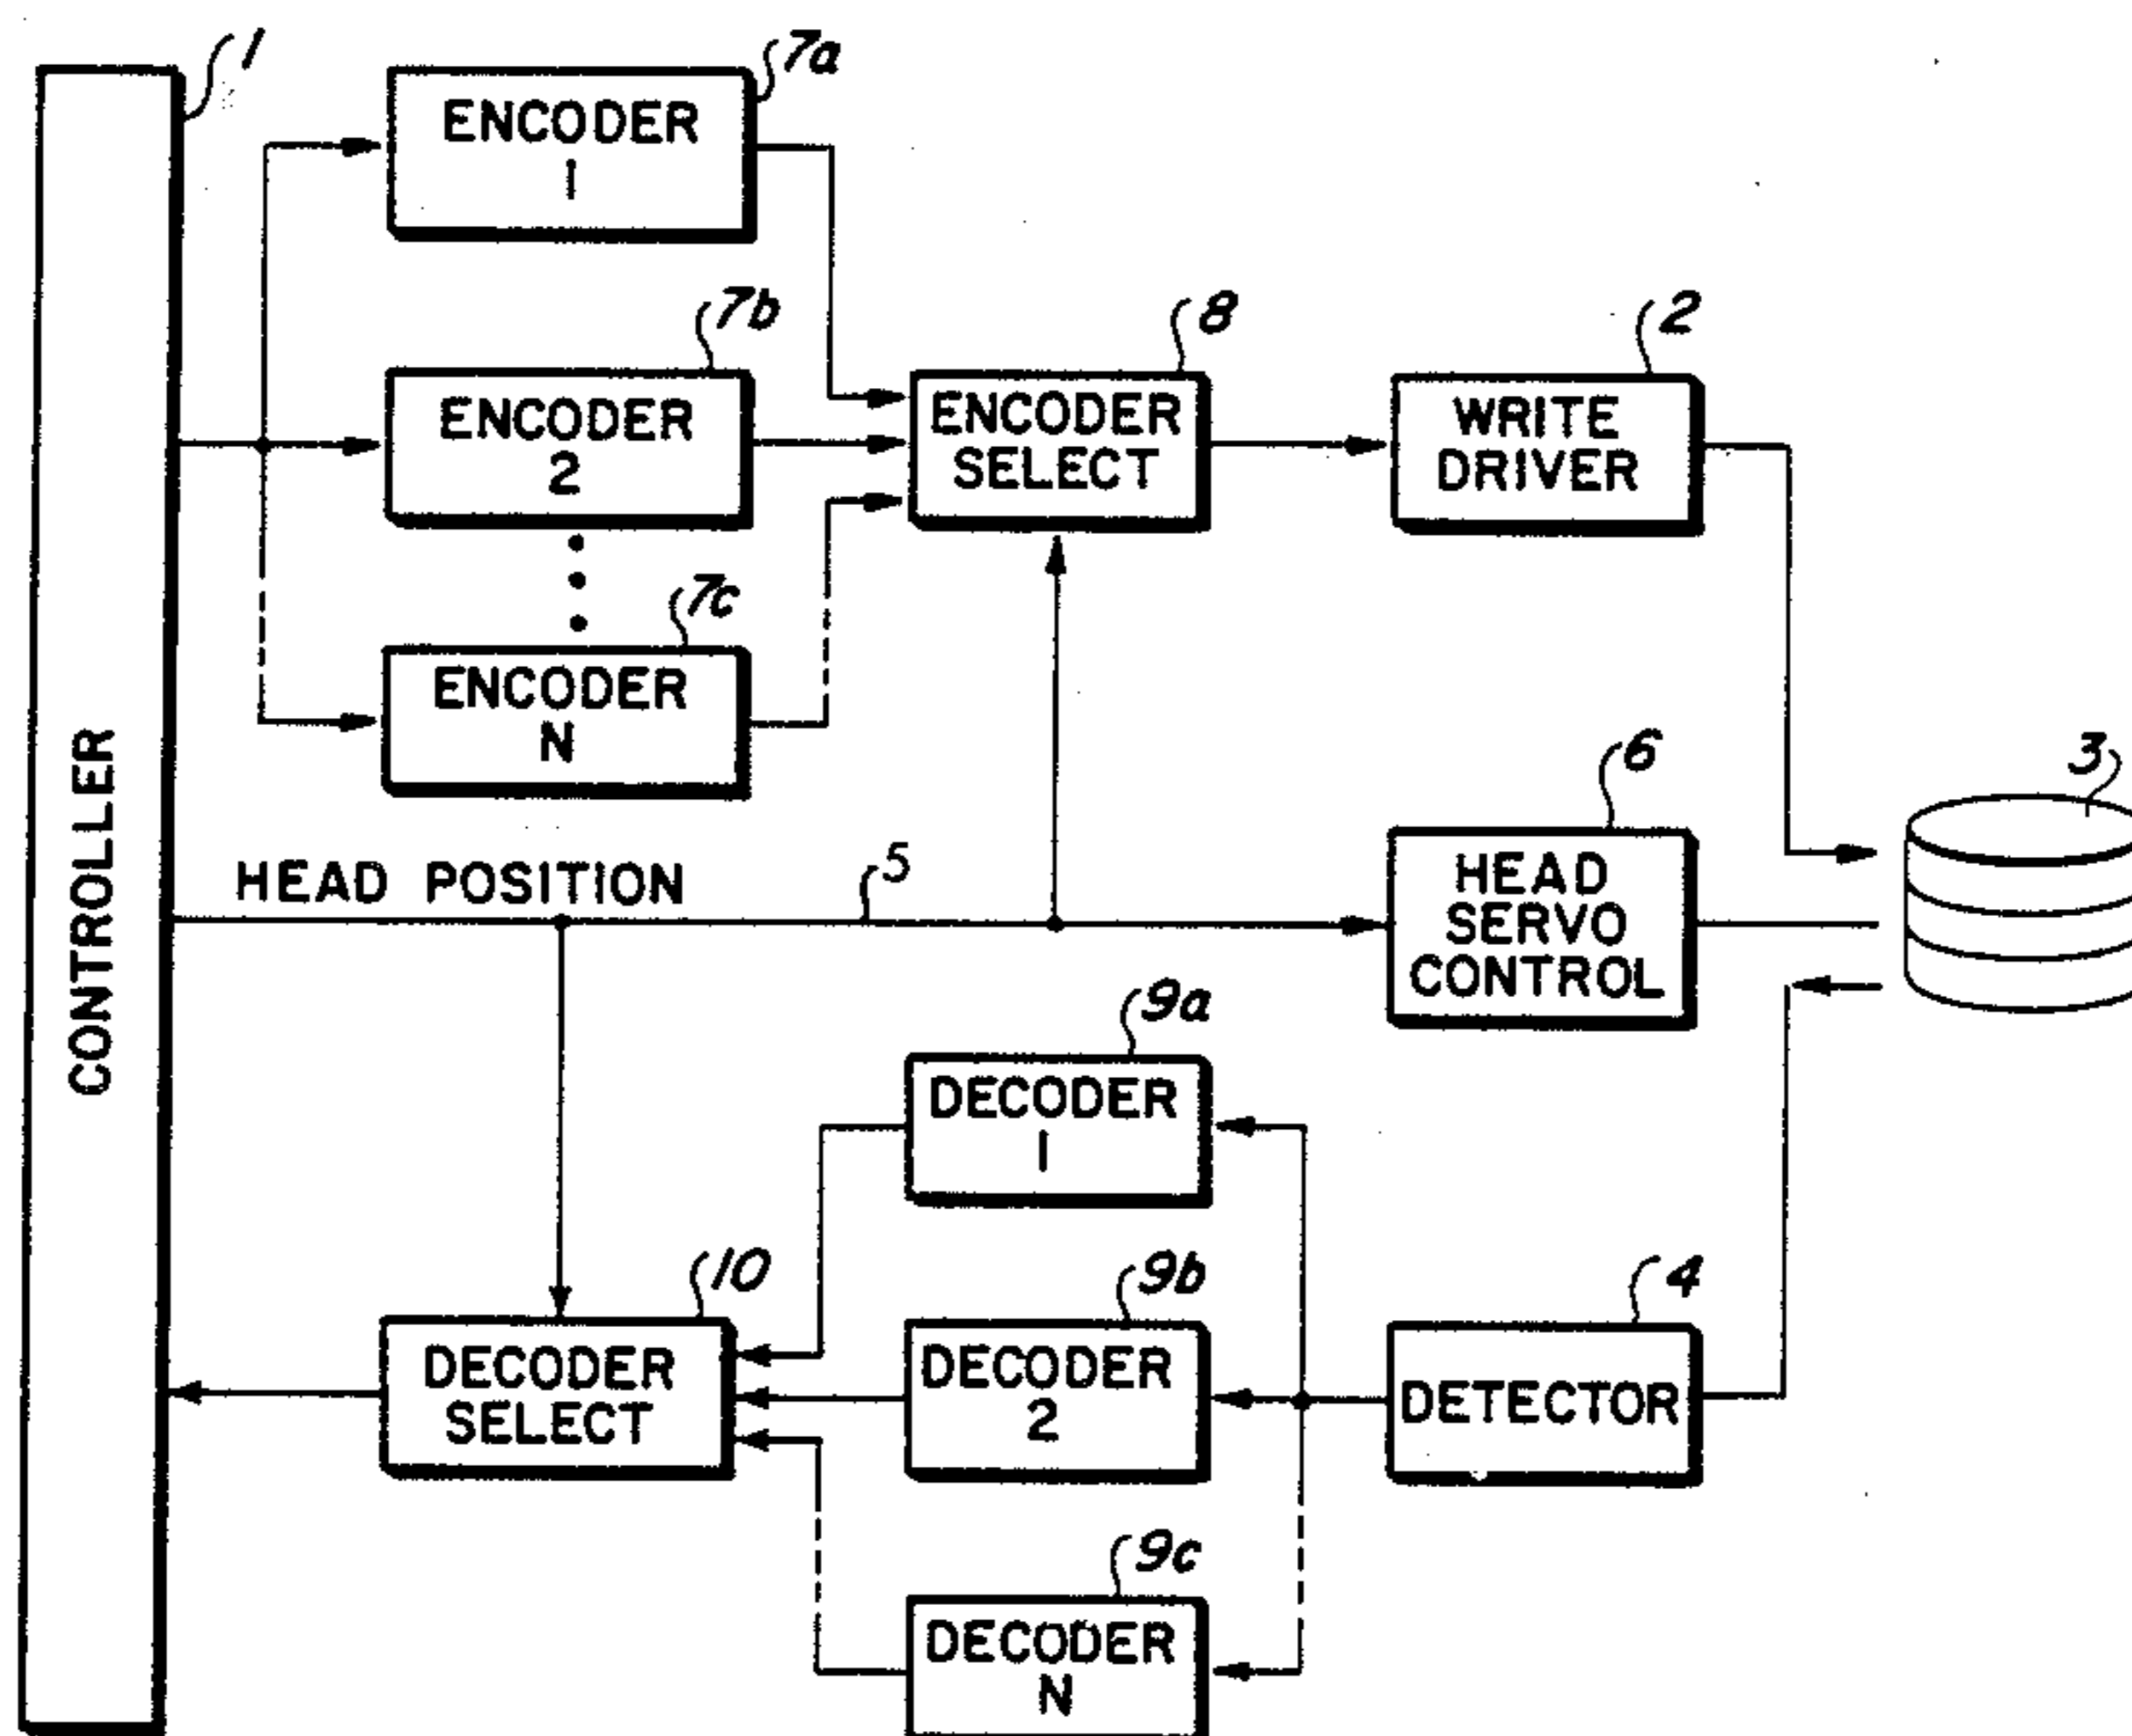 1
7a
ENCODER
1
7b
8
2
ENCODER
2
ENCODER
SELECT
WRITE
DRIVER
7c
ENCODER
N
6
3
CONTROLLER
HEAD POSITION
5
HEAD
SERVO
CONTROL
9a
DECODER
1
10
9b
4
DECODER
SELECT
DECODER
2
DETECTOR
9c
DECODER
N